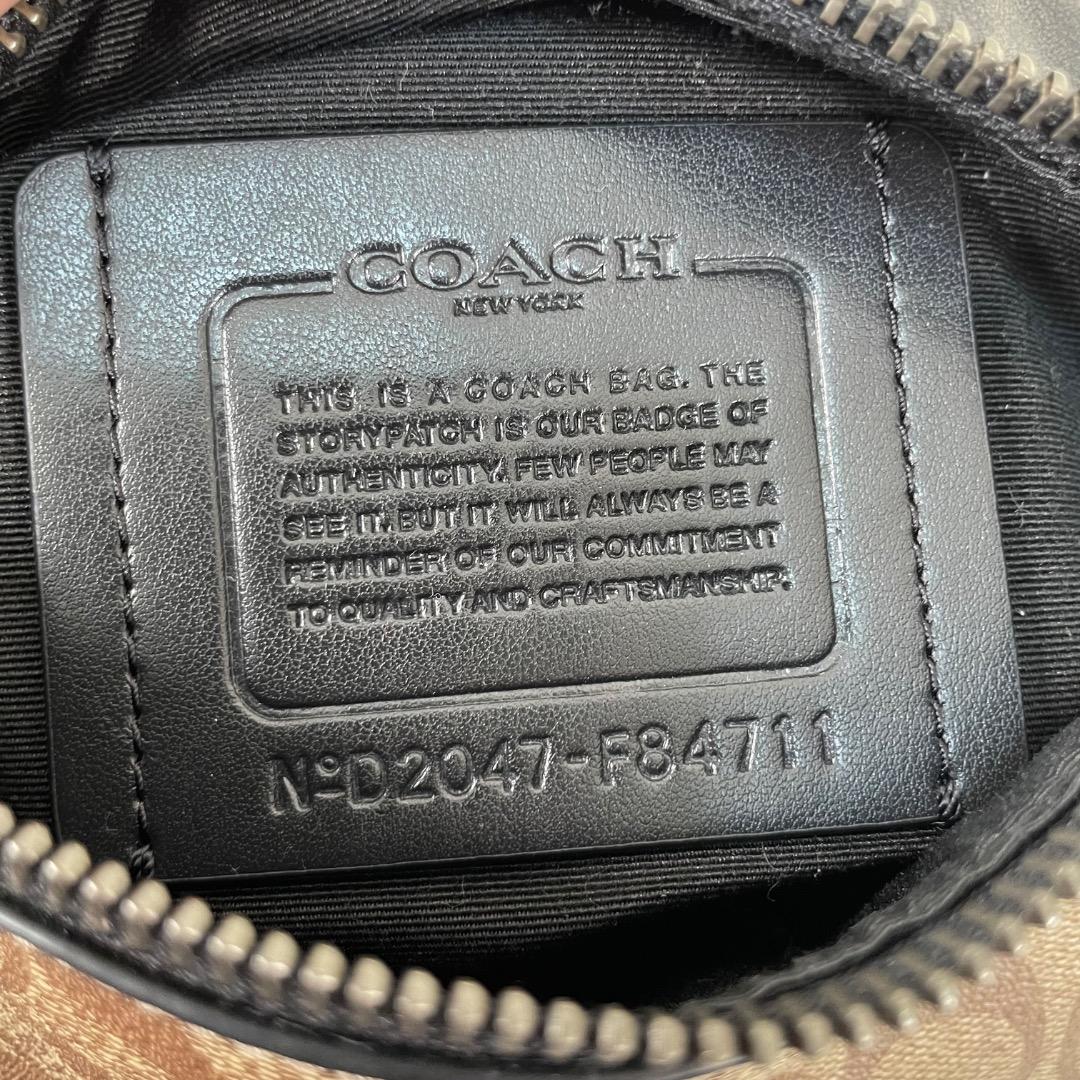 COACH
NEW YORK
THIS IS A COACH BAG. THE
STORYPATCH IS OUR BADGE OF
AUTHENTICITY. FEW PEOPLE MAY
SEE IT. BUT IT WILL ALWAYS BE A
REMINDER OF OUR COMMITMENT
TO QUALITY AND CRAFTSMANSHIP.
NºD2047-F84711